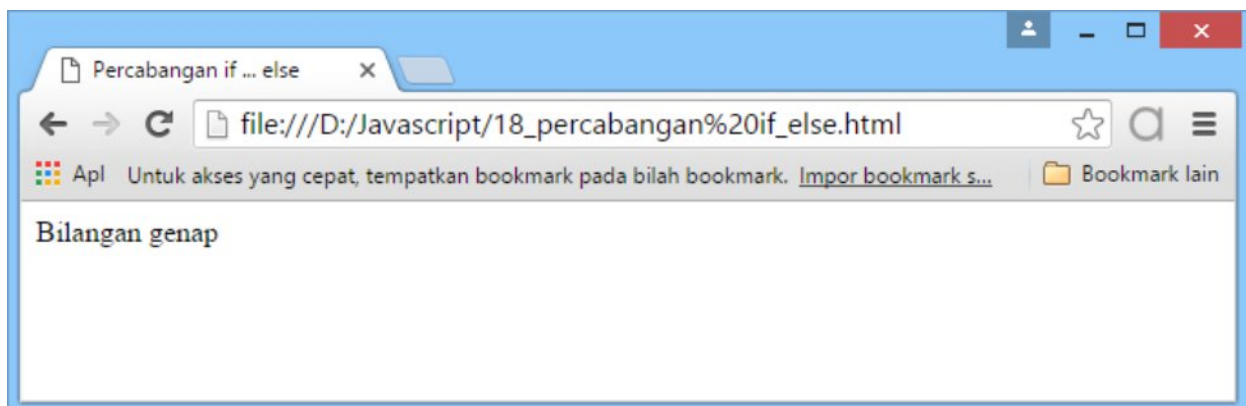 Percabangan if ... else
file:///D:/Javascript/18_percabangan%20if_else.html
Apl Untuk akses yang cepat, tempatkan bookmark pada bilah bookmark. Impor bookmark s... Bookmark lain
Bilangan genap